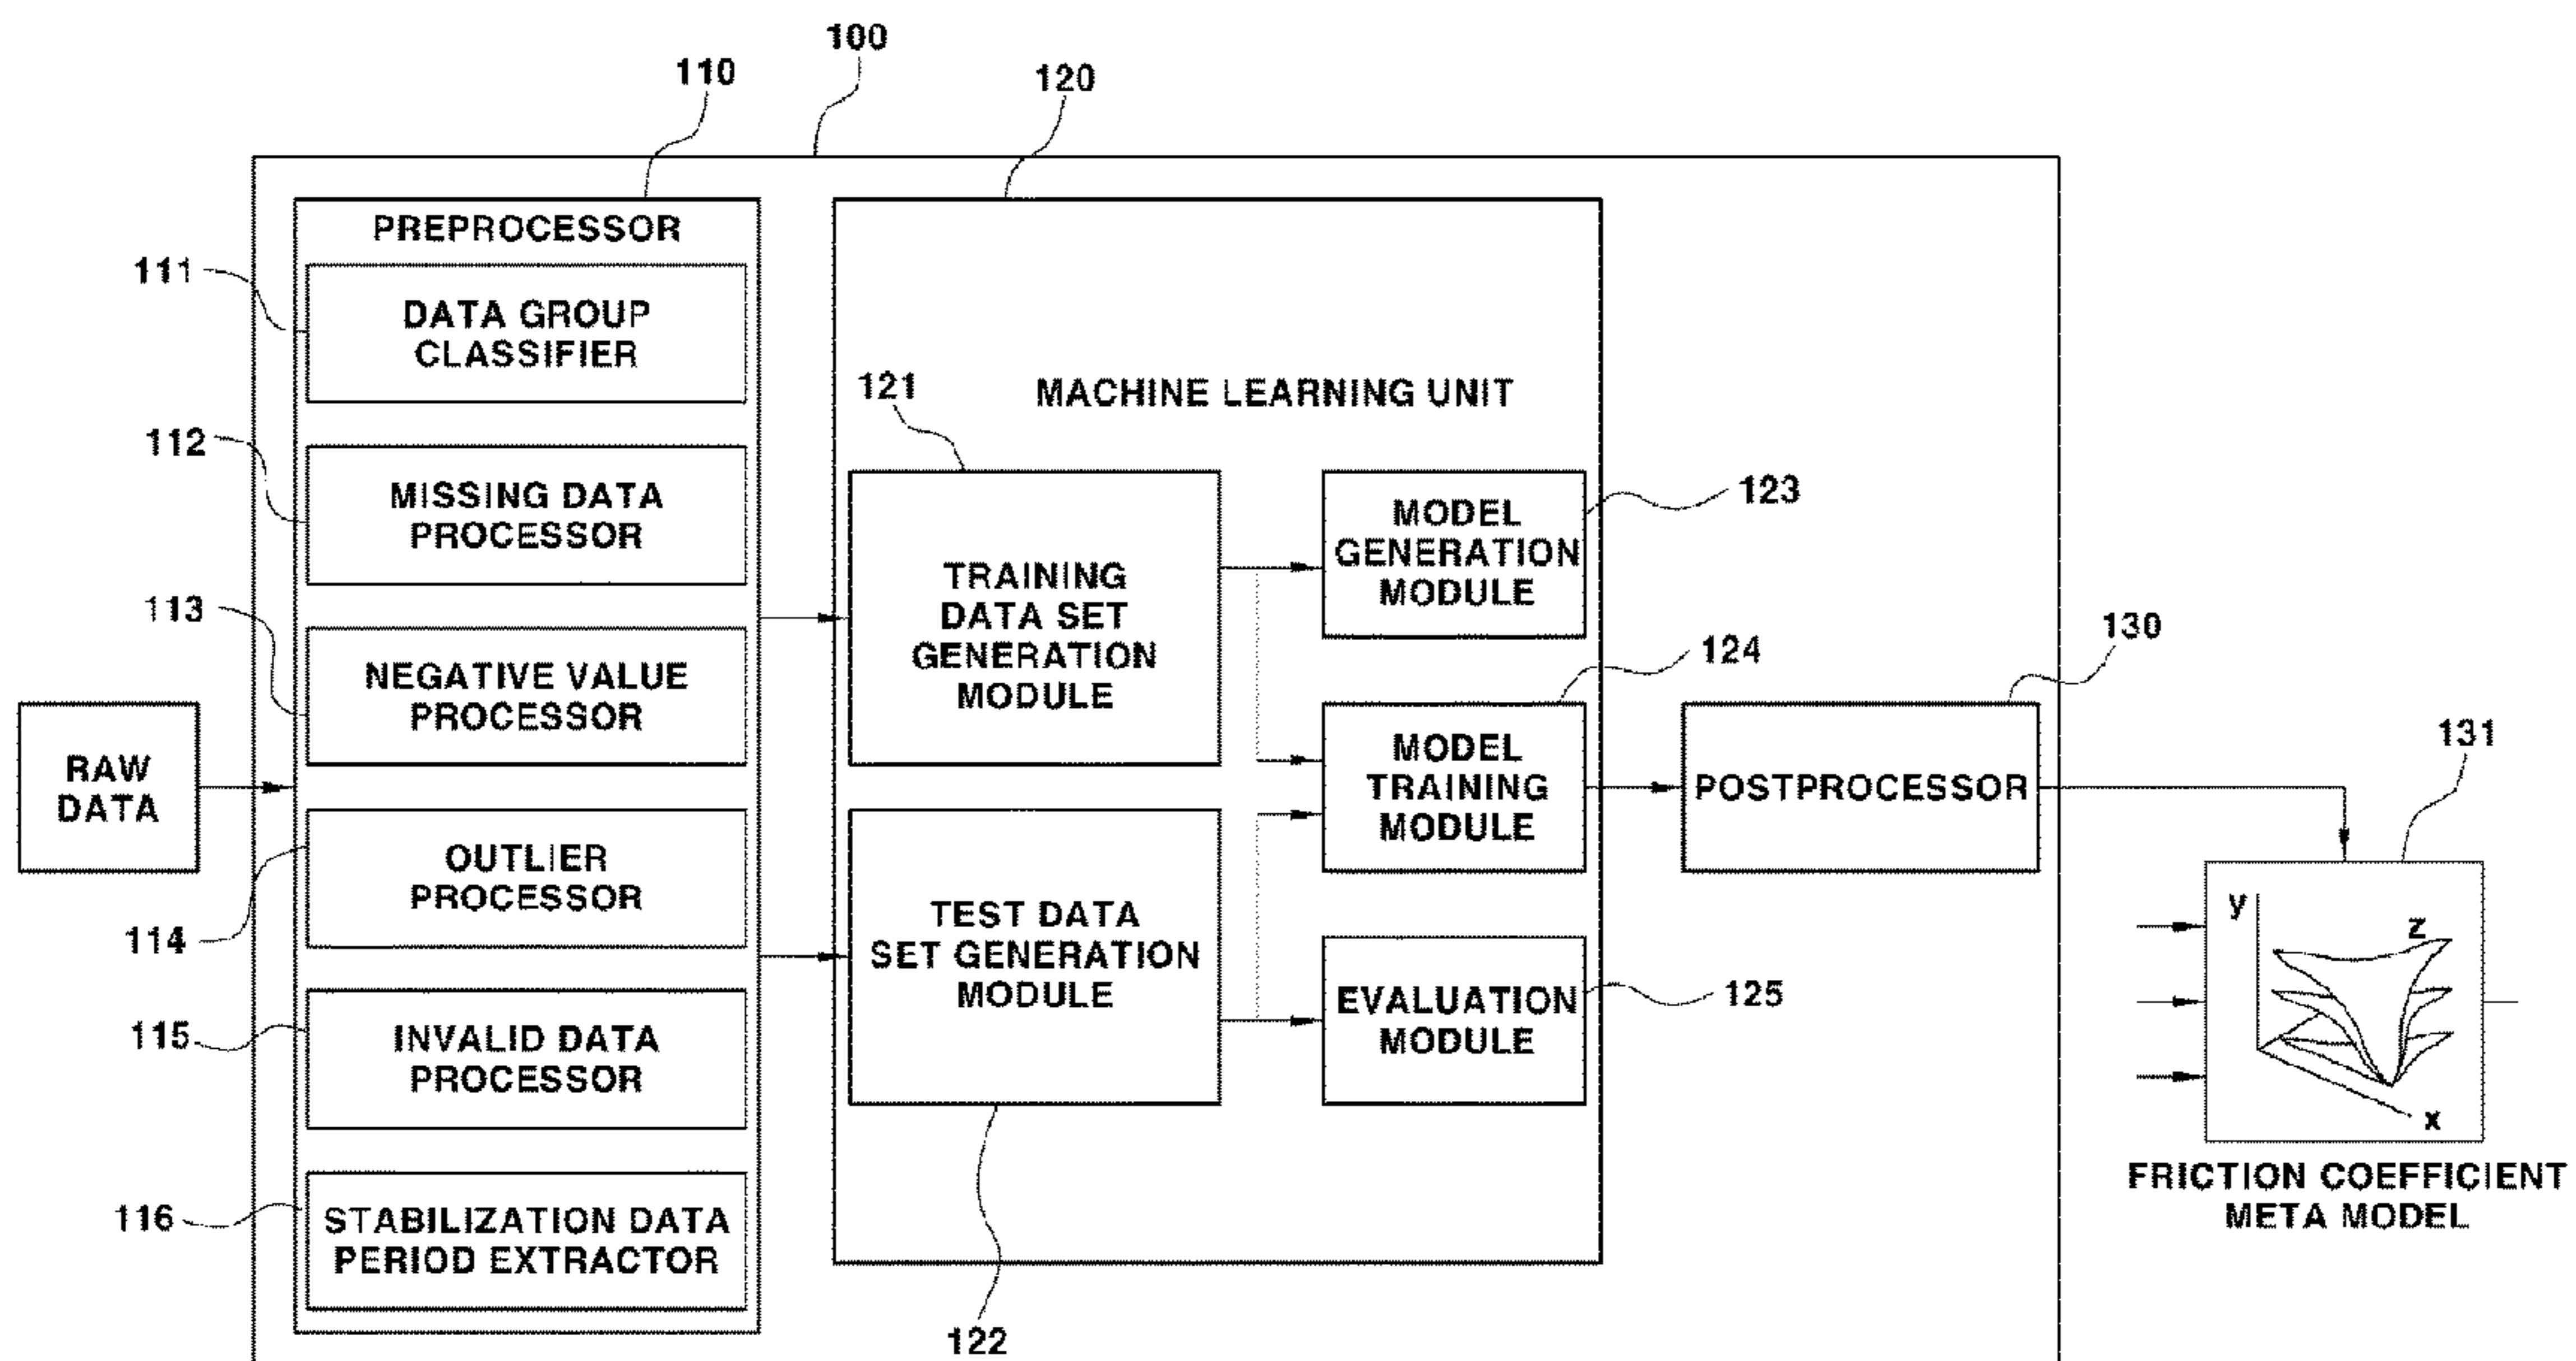 100
110
120
PREPROCESSOR
111
DATA GROUP
CLASSIFIER
112
MISSING DATA
PROCESSOR
113
NEGATIVE VALUE
PROCESSOR
RAW
DATA
114
OUTLIER
PROCESSOR
115
INVALID DATA
PROCESSOR
116
STABILIZATION DATA
PERIOD EXTRACTOR
MACHINE LEARNING UNIT
121
TRAINING
DATA SET
GENERATION
MODULE
TEST DATA
SET GENERATION
MODULE
122
MODEL
GENERATION
MODULE
123
MODEL
TRAINING
MODULE
124
EVALUATION
MODULE
125
130
POSTPROCESSOR
131
y
z
x
FRICTION COEFFICIENT
META MODEL